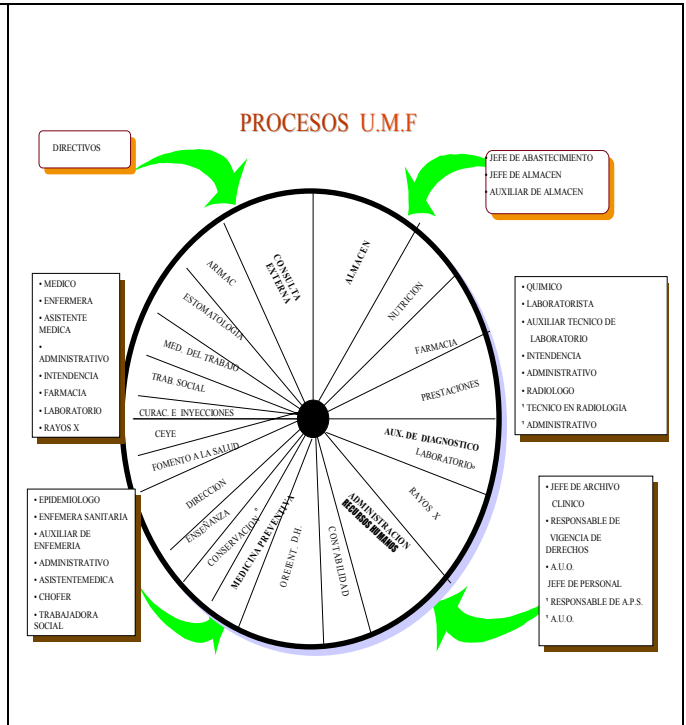 PROCESOS U.M.F
DIRECTIVOS
• JEFE DE ABASTECIMIENTO
• JEFE DE ALMACEN
• AUXILIAR DE ALMACEN
• MEDICO
• ENFERMERA
• ASISTENTE
MEDICA
•
ADMINISTRATIVO
• INTENDENCIA
• FARMACIA
• LABORATORIO
• RAYOS X
• QUIMICO
• LABORATORISTA
• AUXILIAR TECNICO DE
LABORATORIO
• INTENDENCIA
• ADMINISTRATIVO
• RADIOLOGO
¶ TECNICO EN RADIOLOGIA
¶ ADMINISTRATIVO
• EPIDEMIOLOGO
• ENFEMERA SANITARIA
• AUXILIAR DE
ENFEMERIA
• ADMINISTRATIVO
• ASISTENTEMEDICA
• CHOFER
• TRABAJADORA
SOCIAL
• JEFE DE ARCHIVO
CLINICO
• RESPONSABLE DE
VIGENCIA DE
DERECHOS
• A.U.O.
JEFE DE PERSONAL
¶ RESPONSABLE DE A.P.S.
¶ A.U.O.
CONSULTA
EXTERNA
ALMACEN
NUTRICION
FARMACIA
PRESTACIONES
AUX. DE DIAGNOSTICO
LABORATORIO»
RAYOS X
ADMINISTRACION
RECURSOS HUMANOS
CONTABILIDAD
OREIENT. D.H.
MEDICINA PREVENTIVA
CONSERVACION °
ENSEÑANZA
DIRECCION
FOMENTO A LA SALUD
CEYE
CURAC. E INYECCIONES
TRAB. SOCIAL
MED. DEL TRABAJO
ESTOMATOLOGIA
ARIMAC